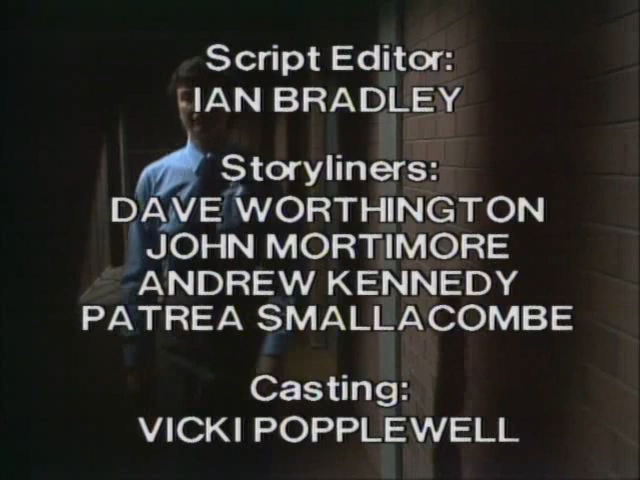 Script Editor:
IAN BRADLEY
Storyliners:
DAVE WORTHINGTON
JOHN MORTIMORE
ANDREW KENNEDY
PATREA SMALLACOMBE
Casting:
VICKI POPPLEWELL